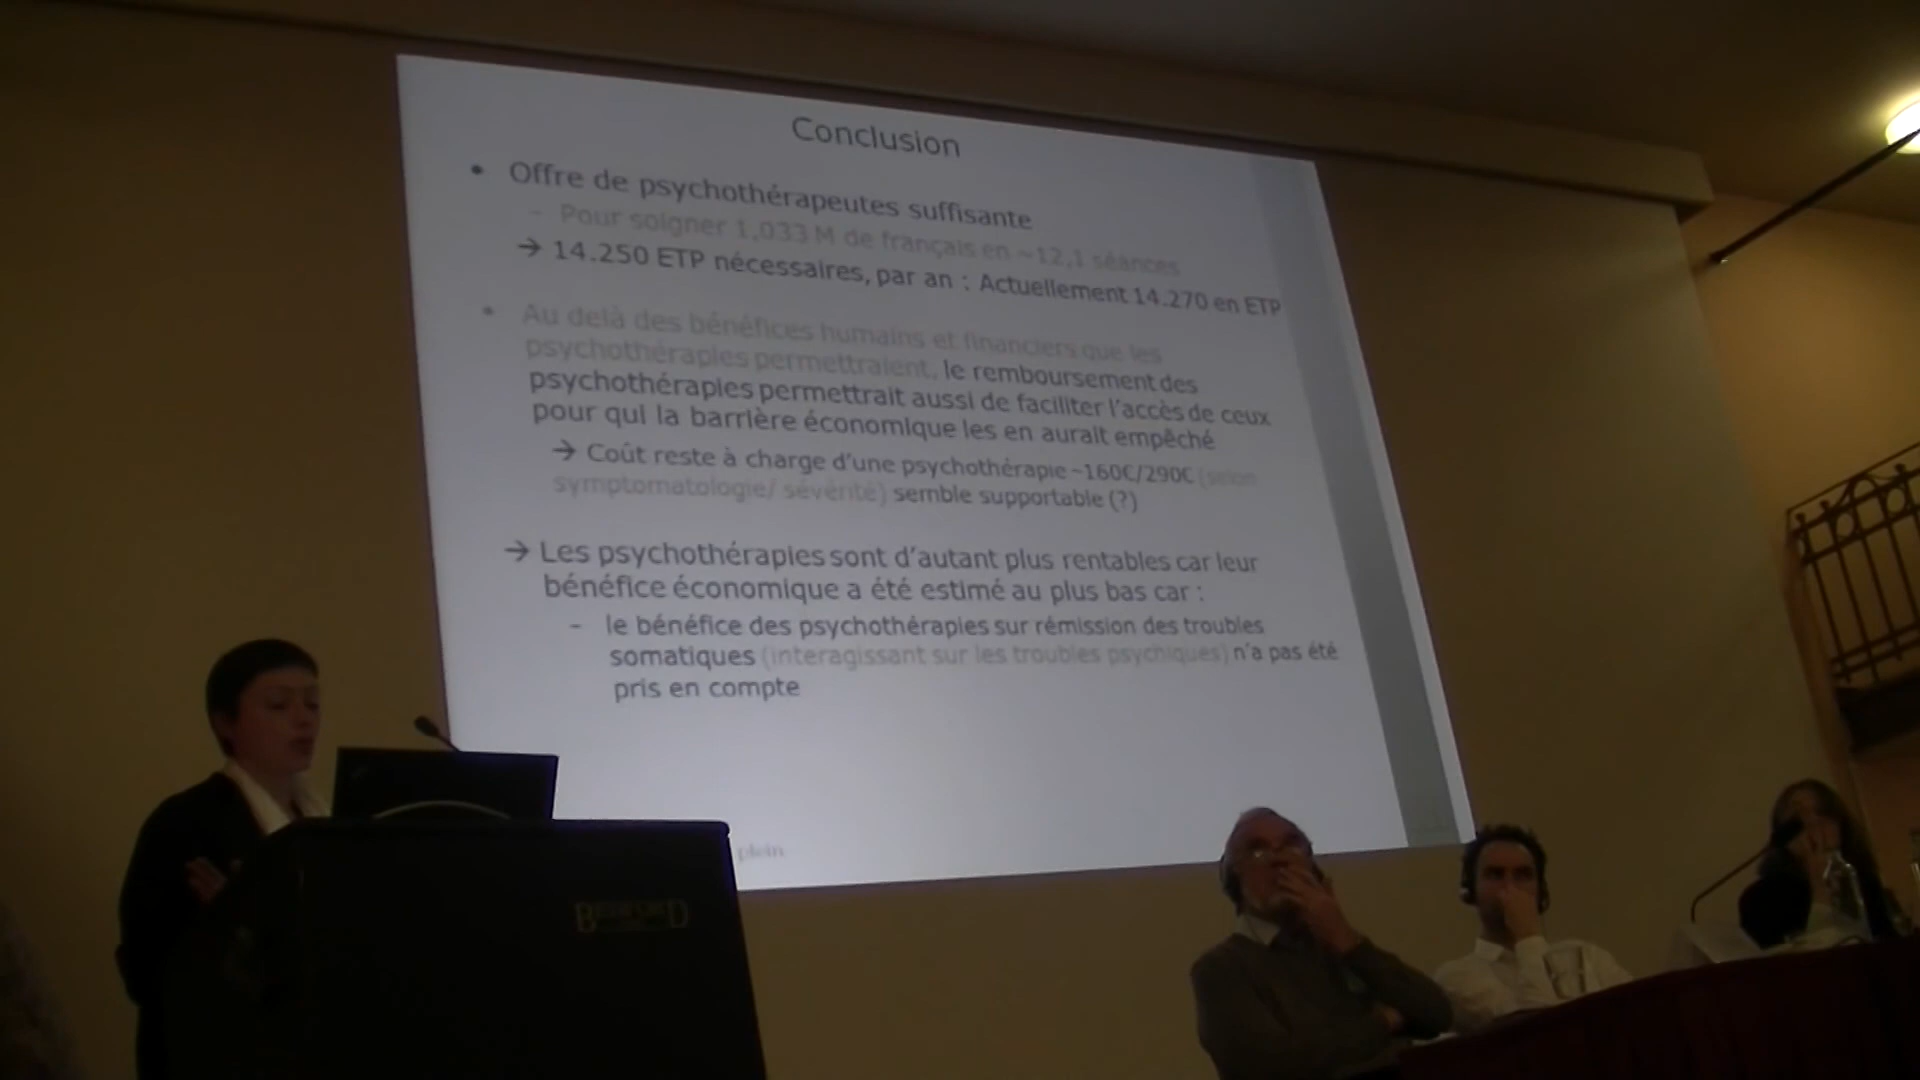 Conclusion
• Offre de psychothérapeutes suffisante
– Pour soigner 1,033 M de français en ~12,1 séances
→ 14.250 ETP nécessaires, par an : Actuellement 14.270 en ETP
• Au delà des bénéfices humains et financiers que les
psychothérapies permettraient, le remboursement des
psychothérapies permettrait aussi de faciliter l'accès de ceux
pour qui la barrière économique les en aurait empêché
→ Coût reste à charge d'une psychothérapie ~160€/290€ (selon
symptomatologie/ sévérité) semble supportable (?)
→ Les psychothérapies sont d'autant plus rentables car leur
bénéfice économique a été estimé au plus bas car :
– le bénéfice des psychothérapies sur rémission des troubles
somatiques (interagissant sur les troubles psychiques) n'a pas été
pris en compte
plein